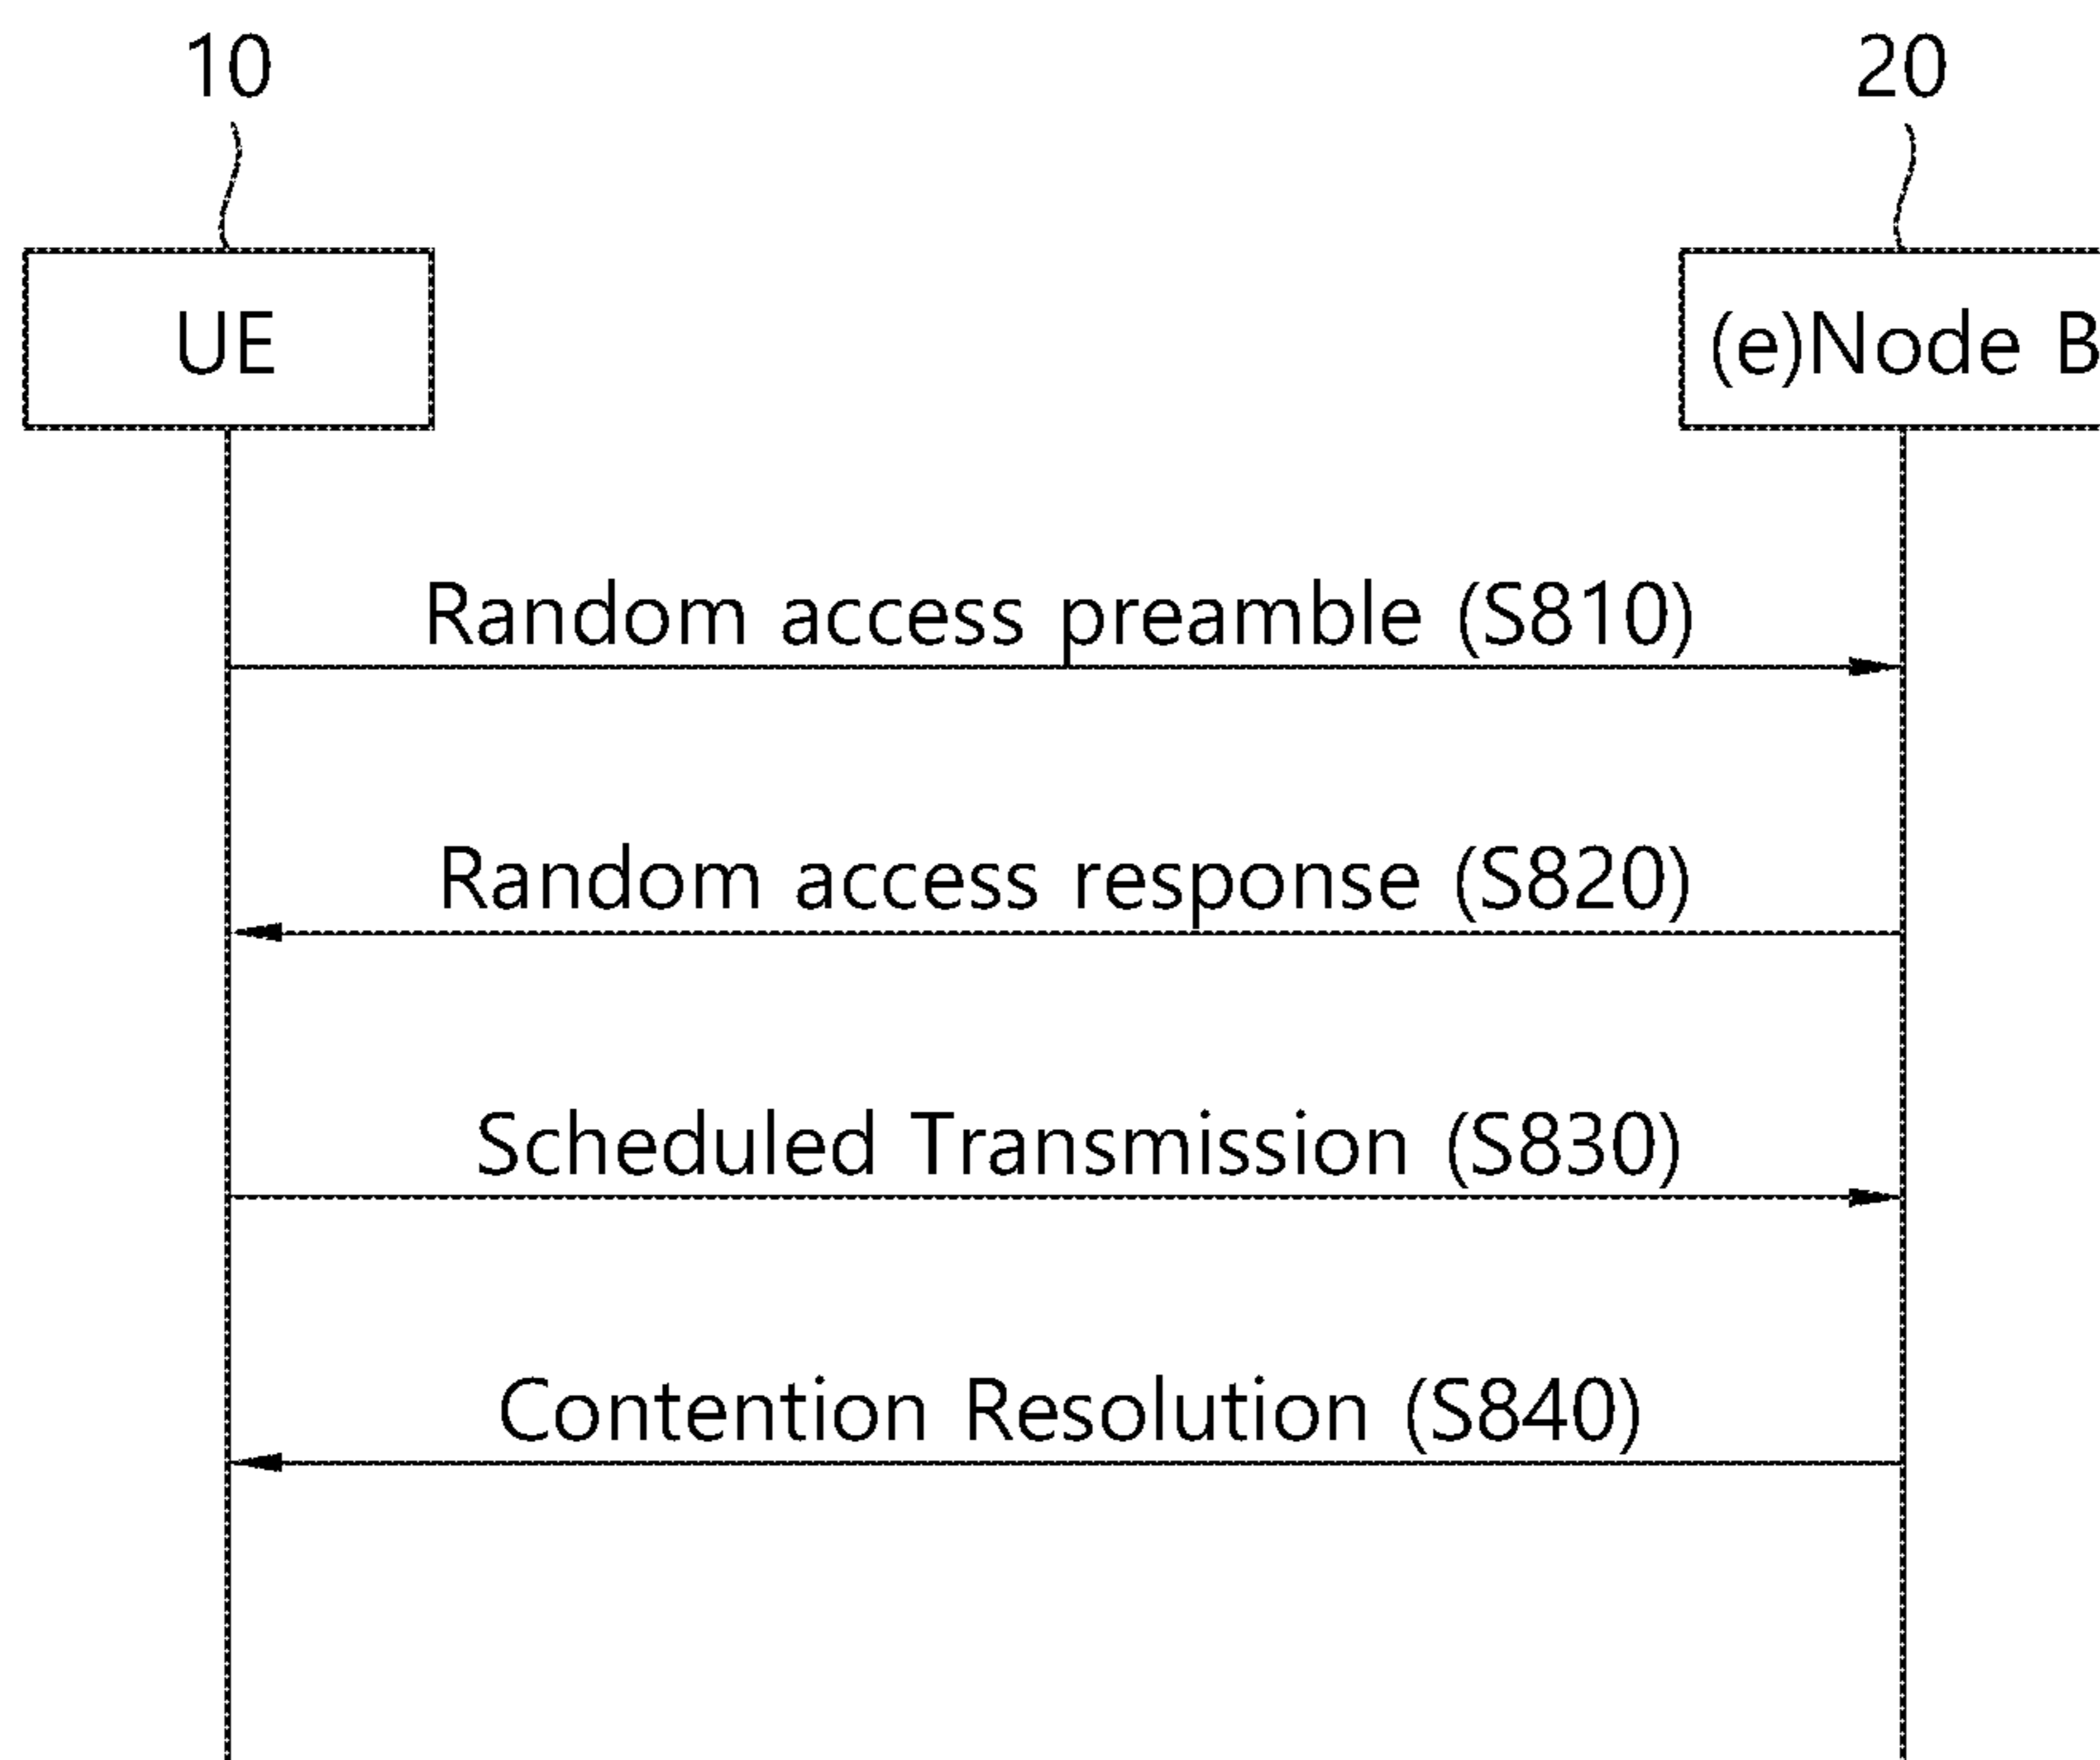 10
20
UE
(e)Node B
Random access preamble (S810)
Random access response (S820)
Scheduled Transmission (S830)
Contention Resolution (S840)